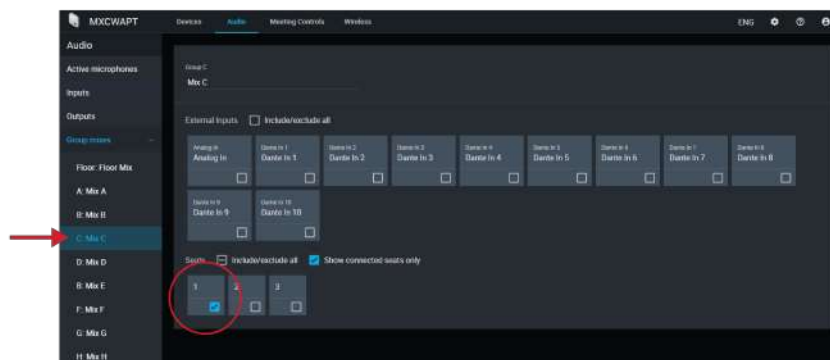 MXCWAPT
Devices Audio Meeting Controls Wireless
ENG
Audio
Active microphones
Inputs
Outputs
Group mixes
Floor: Floor Mix
A: Mix A
B: Mix B
C: Mix C
D: Mix D
E: Mix E
F: Mix F
G: Mix G
H: Mix H
Group C
Mix C
External Inputs Include/exclude all
Analog In Dante In 1 Dante In 2 Dante In 3 Dante In 4 Dante In 5 Dante In 6 Dante In 7 Dante In 8
Analog In Dante In 1 Dante In 2 Dante In 3 Dante In 4 Dante In 5 Dante In 6 Dante In 7 Dante In 8
Dante In 9 Dante In 10
Dante In 9 Dante In 10
Seats Include/exclude all Show connected seats only
1 2 3